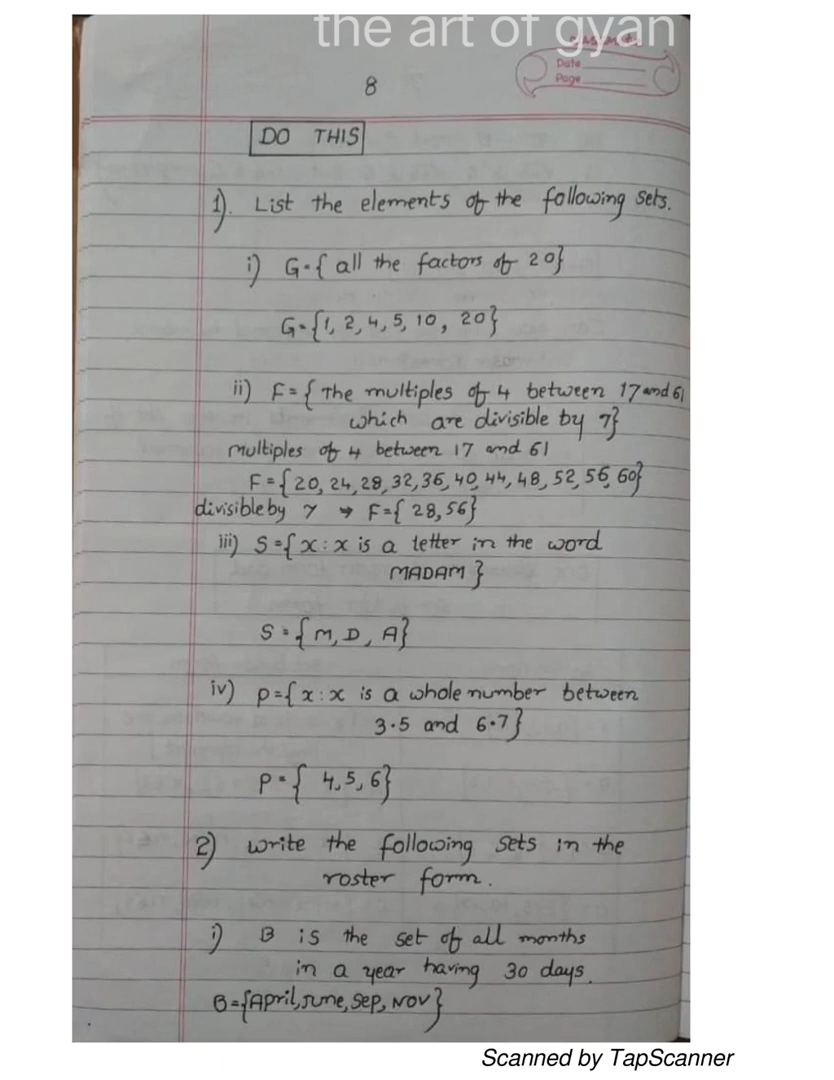 the art of gyan
Date
Page
8
DO THIS
1). List the elements of the following sets.
i) G={ all the factors of 20}
G={1, 2, 4, 5, 10, 20}
ii) F={ The multiples of 4 between 17 and 61
which are divisible by 7}
multiples of 4 between 17 and 61
F={20, 24, 28, 32, 36, 40, 44, 48, 52, 56, 60}
divisible by 7 → F={ 28, 56}
iii) S={x:x is a letter in the word
MADAM}
S={M, D, A}
iv) P={x:x is a whole number between
3.5 and 6.7}
P={ 4, 5, 6}
2) write the following sets in the
roster form.
i) B is the set of all months
in a year having 30 days.
B={April, June, Sep, Nov}
Scanned by TapScanner